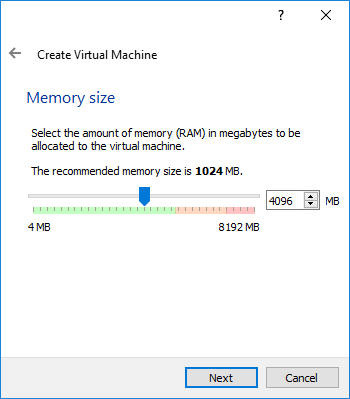 ?
Create Virtual Machine
Memory size
Select the amount of memory (RAM) in megabytes to be
allocated to the virtual machine.
The recommended memory size is 1024 MB.
4096 MB
4 MB 8192 MB
Next Cancel